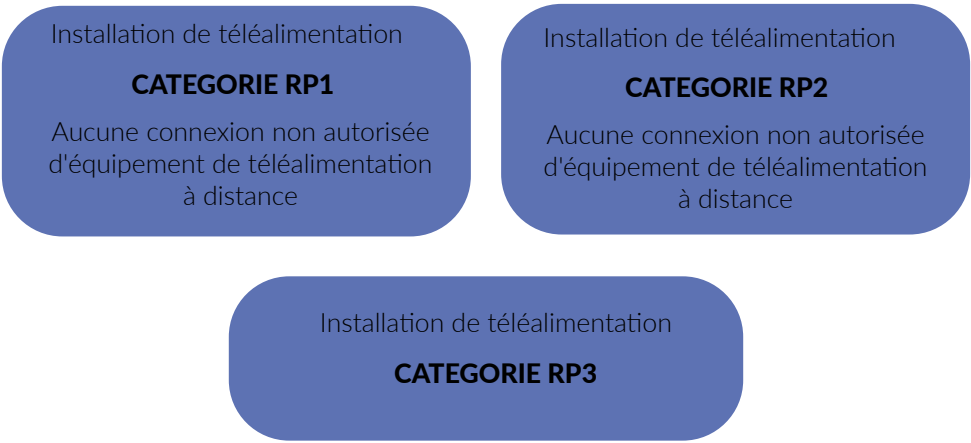 Installation de téléalimentation
CATEGORIE RP1
Aucune connexion non autorisée
d'équipement de téléalimentation
à distance
Installation de téléalimentation
CATEGORIE RP2
Aucune connexion non autorisée
d'équipement de téléalimentation
à distance
Installation de téléalimentation
CATEGORIE RP3